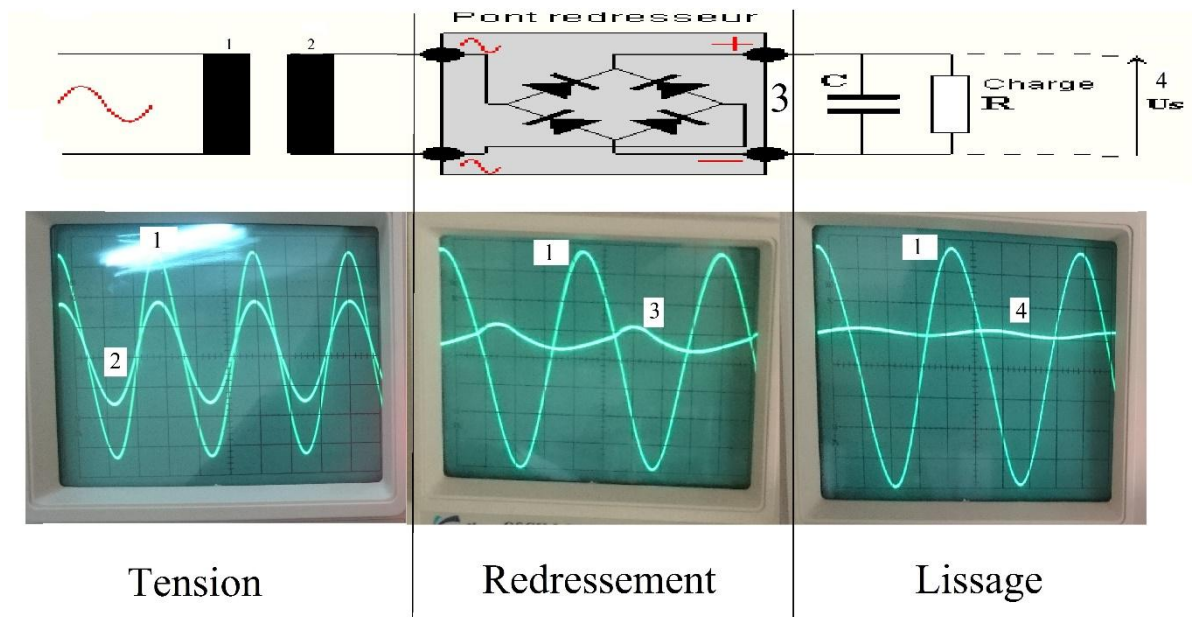 Pont redresseur
1
2
3
C
Charge
R
4
Us
1
2
1
3
1
4
Tension
Redressement
Lissage